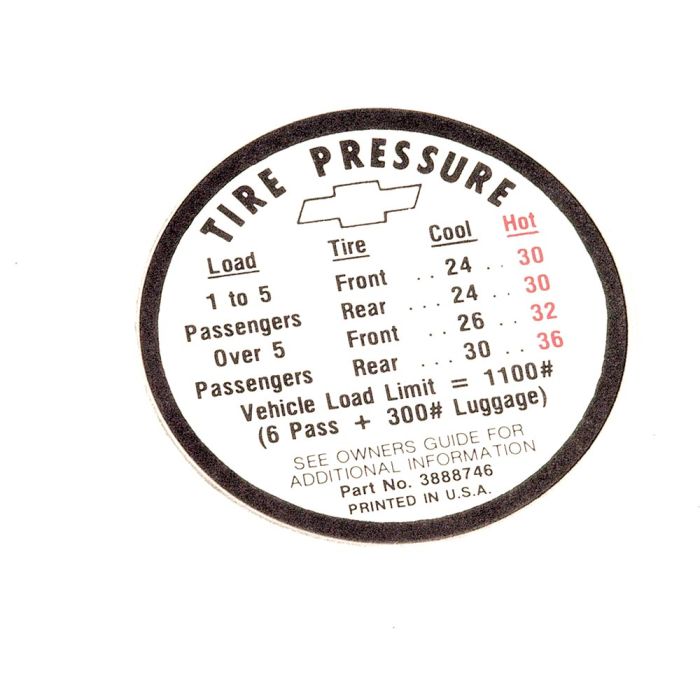 TIRE PRESSURE
Load Tire Cool Hot
1 to 5 Front .. 24 .. 30
Passengers Rear ... 24 ... 30
Over 5 Front .. 26 .. 32
Passengers Rear ... 30 .. 36
Vehicle Load Limit = 1100#
(6 Pass + 300# Luggage)
SEE OWNERS GUIDE FOR
ADDITIONAL INFORMATION
Part No. 3888746
PRINTED IN U.S.A.